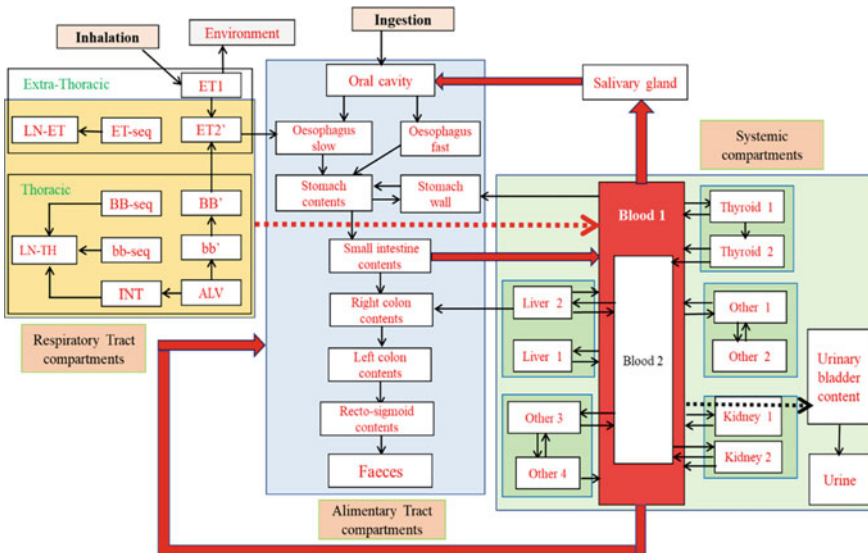 Inhalation
Environment
Ingestion
Extra-Thoracic
ET1
LN-ET
ET-seq
ET2’
Thoracic
BB-seq
BB’
LN-TH
bb-seq
bb’
INT
ALV
Respiratory Tract
compartments
Oral cavity
Oesophagus
slow
Oesophagus
fast
Stomach
contents
Stomach
wall
Small intestine
contents
Right colon
contents
Left colon
contents
Recto-sigmoid
contents
Faeces
Alimentary Tract
compartments
Salivary gland
Systemic
compartments
Blood 1
Blood 2
Thyroid 1
Thyroid 2
Liver 2
Liver 1
Other 1
Other 2
Other 3
Other 4
Kidney 1
Kidney 2
Urinary
bladder
content
Urine